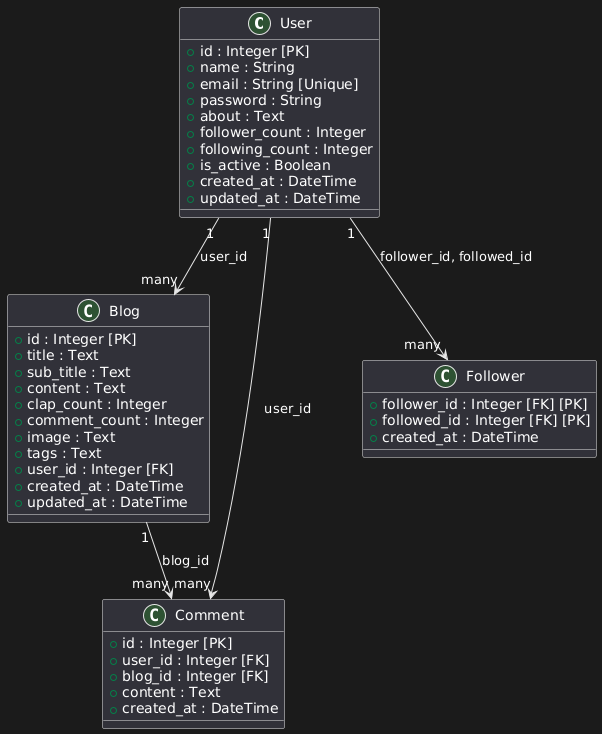 C User
id : Integer [PK]
name : String
email : String [Unique]
password : String
about : Text
follower_count : Integer
following_count : Integer
is_active : Boolean
created_at : DateTime
updated_at : DateTime
1 1 1
user_id
follower_id, followed_id
many
many
C Blog
id : Integer [PK]
title : Text
sub_title : Text
content : Text
clap_count : Integer
comment_count : Integer
image : Text
tags : Text
user_id : Integer [FK]
created_at : DateTime
updated_at : DateTime
C Follower
follower_id : Integer [FK] [PK]
followed_id : Integer [FK] [PK]
created_at : DateTime
user_id
1
blog_id
many many
C Comment
id : Integer [PK]
user_id : Integer [FK]
blog_id : Integer [FK]
content : Text
created_at : DateTime